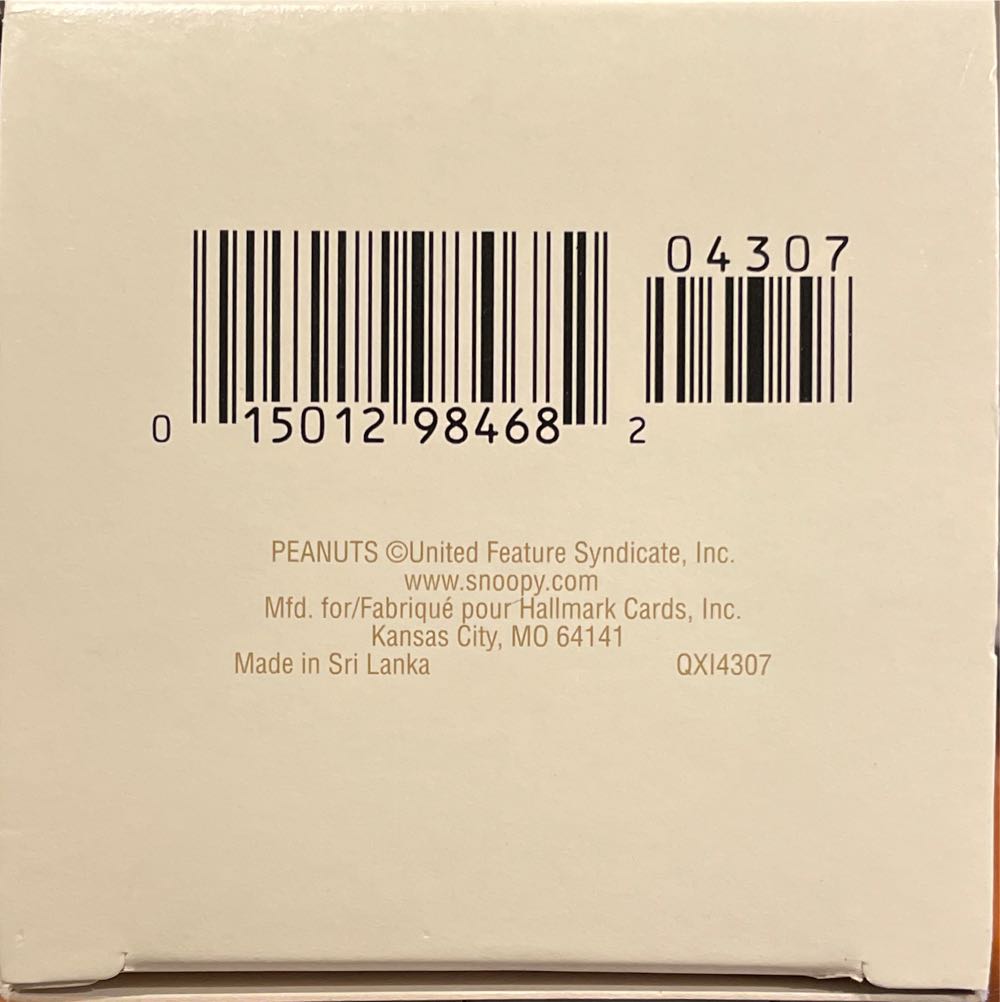 04307
0 15012 98468 2
PEANUTS ©United Feature Syndicate, Inc.
www.snoopy.com
Mfd. for/Fabriqué pour Hallmark Cards, Inc.
Kansas City, MO 64141
Made in Sri Lanka QXI4307